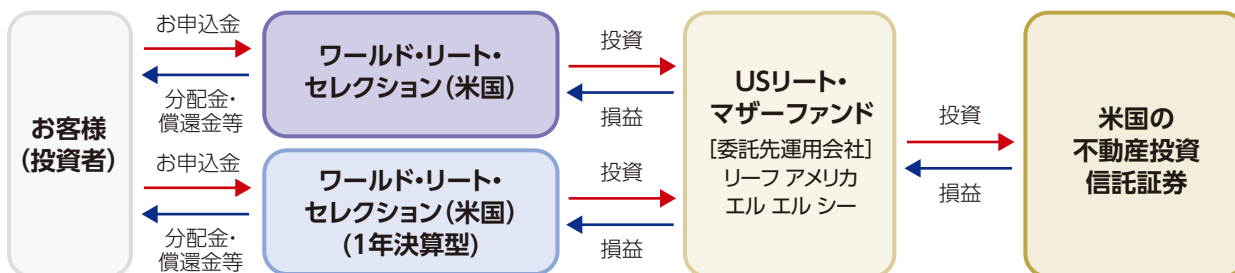 お客様
（投資者）
お申込金
分配金・
償還金等
お申込金
分配金・
償還金等
ワールド・リート・
セレクション（米国）
ワールド・リート・
セレクション（米国）
（1年決算型）
投資
損益
投資
損益
USリート・
マザーファンド
［委託先運用会社］
リーフ アメリカ
エル エル シー
投資
損益
米国の
不動産投資
信託証券